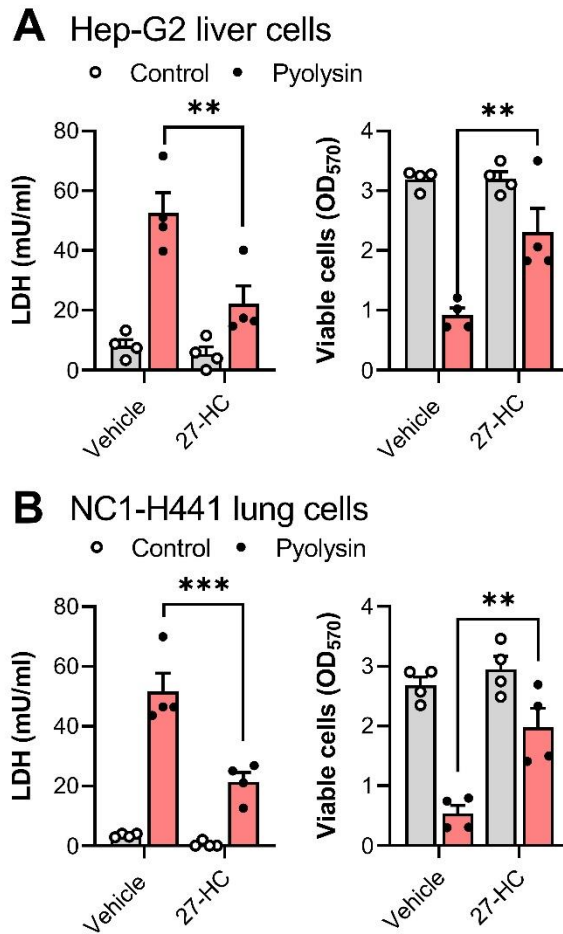 A Hep-G2 liver cells
Control Pyolysin
LDH (mU/ml)
80
60
40
20
0
**
Vehicle
27-HC
Viable cells (OD570)
4
3
2
1
0
**
Vehicle
27-HC
B NC1-H441 lung cells
Control Pyolysin
LDH (mU/ml)
80
60
40
20
0
***
Vehicle
27-HC
Viable cells (OD570)
4
3
2
1
0
**
Vehicle
27-HC